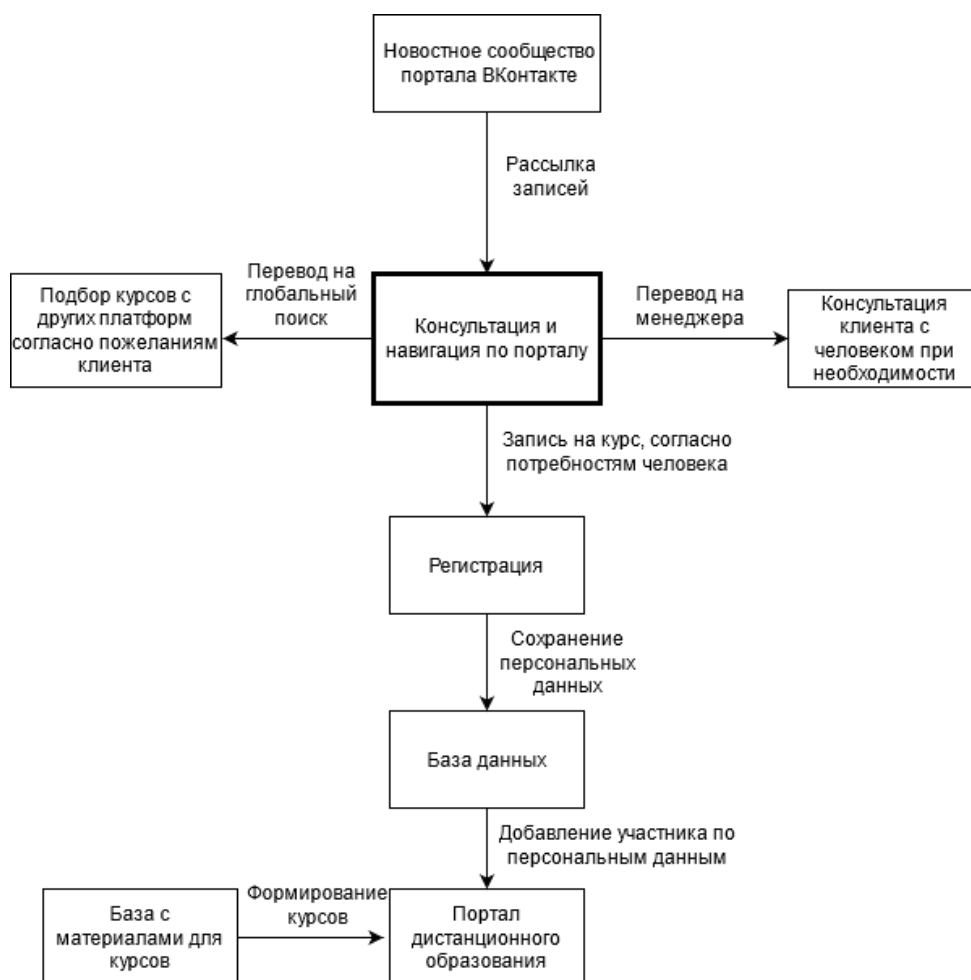 Новостное сообщество
портала ВКонтакте
Рассылка
записей
Перевод на
глобальный
поиск
Перевод на
менеджера
Подбор курсов с
других платформ
согласно пожеланиям
клиента
Консультация и
навигация по порталу
Консультация
клиента с
человеком при
необходимости
Запись на курс, согласно
потребностям человека
Регистрация
Сохранение
персональных
данных
База данных
Добавление участника по
персональным данным
Формирование
курсов
База с
материалами для
курсов
Портал
дистанционного
образования